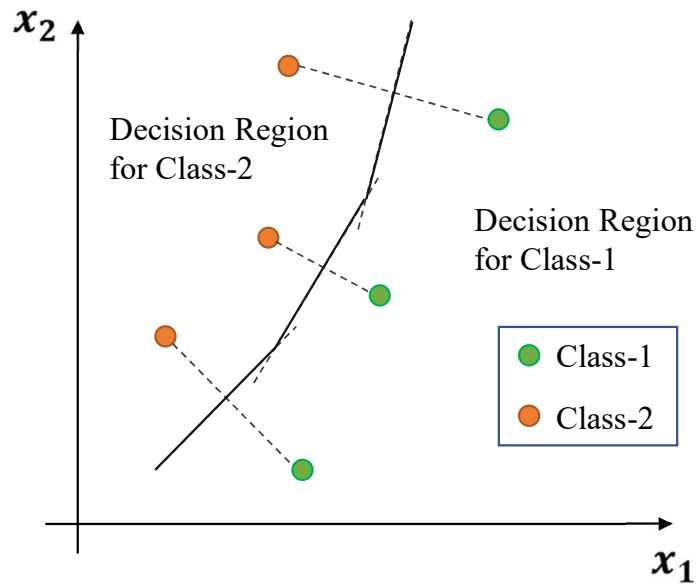 x₂
Decision Region
for Class-2
Decision Region
for Class-1
Class-1
Class-2
x₁